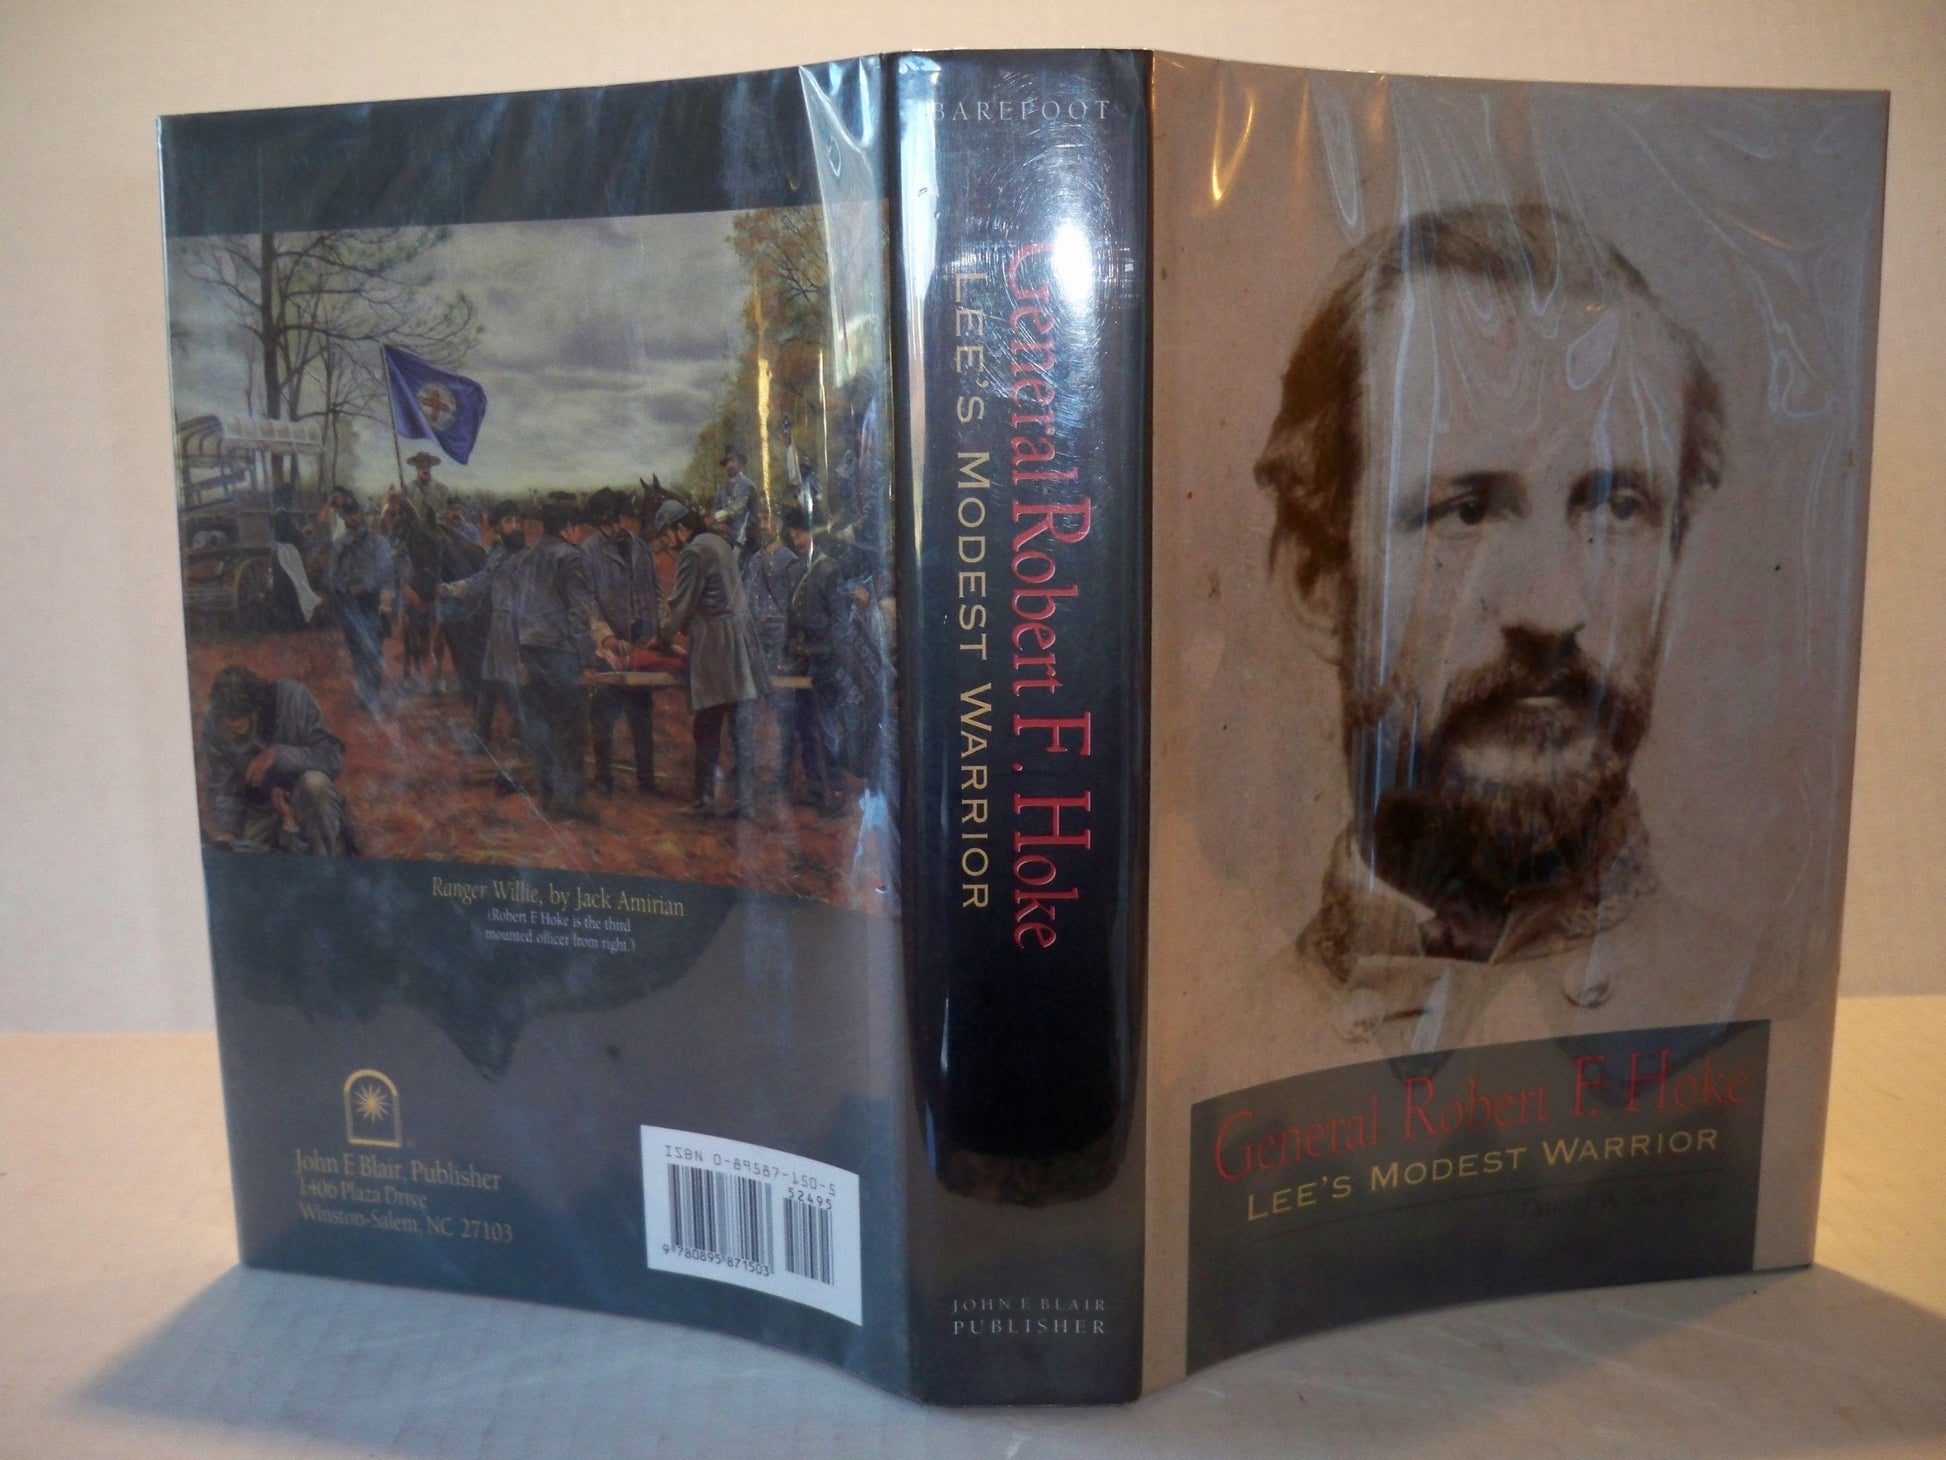 Ranger Willie, by Jack Amirian
(Robert F Hoke is the third
mounted officer from right.)
John F. Blair, Publisher
1406 Plaza Drive
Winston-Salem, NC 27103
ISBN 0-89587-150-5
52495
9 780895 871503
BAREFOOT
General Robert F. Hoke
LEE'S MODEST WARRIOR
JOHN F. BLAIR
PUBLISHER
General Robert F. Hoke
LEE'S MODEST WARRIOR